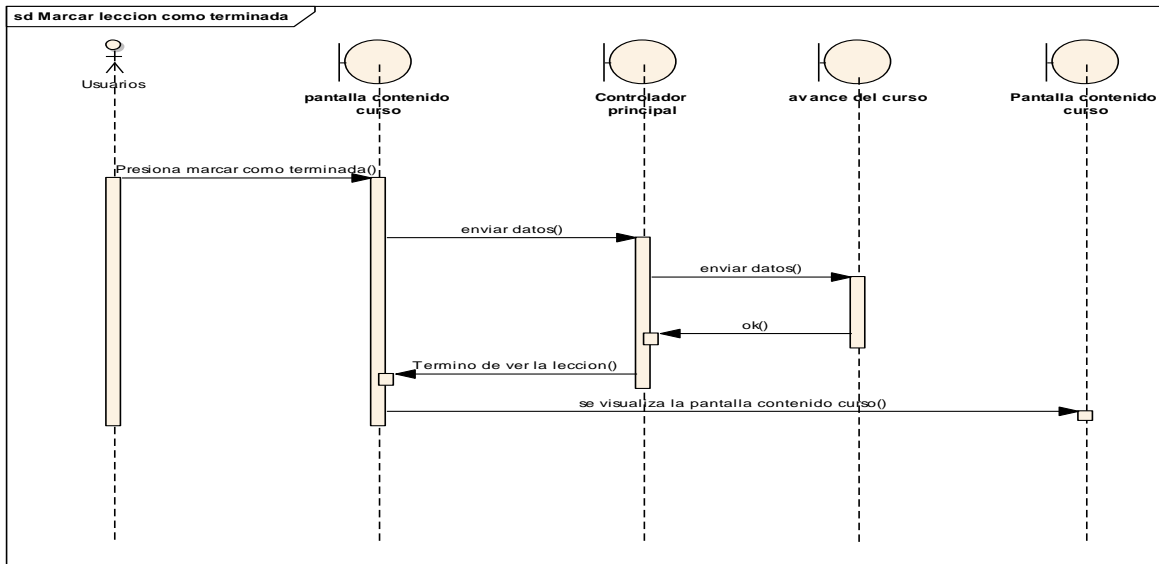 sd Marcar leccion como terminada
Usuarios
pantalla contenido
curso
Controlador
principal
avance del curso
Pantalla contenido
curso
Presiona marcar como terminada()
enviar datos()
enviar datos()
ok()
Termino de ver la leccion()
se visualiza la pantalla contenido curso()